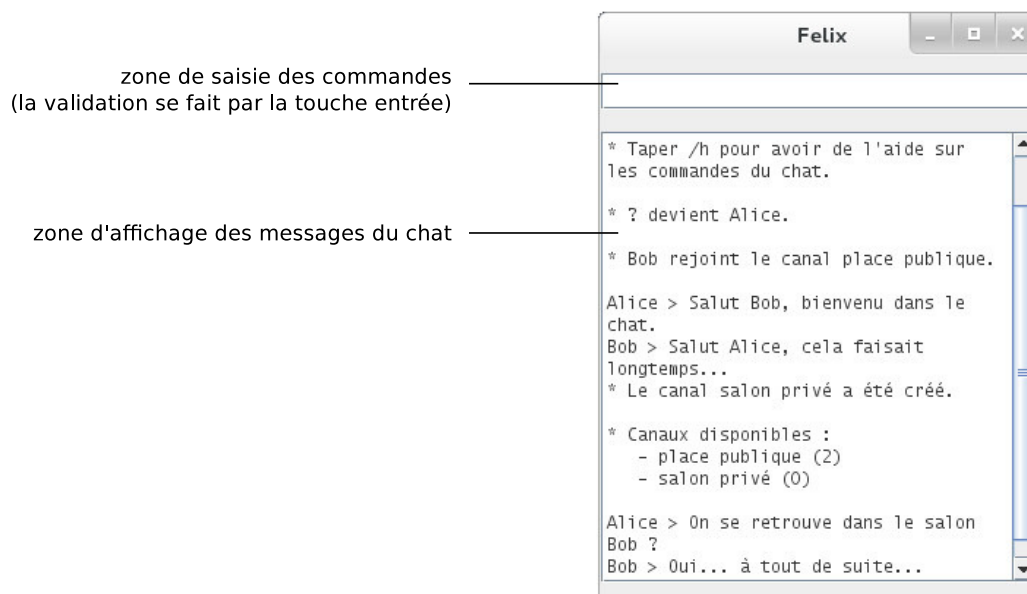 Felix
zone de saisie des commandes
(la validation se fait par la touche entrée)
* Taper /h pour avoir de l'aide sur
les commandes du chat.
* ? devient Alice.
zone d'affichage des messages du chat
* Bob rejoint le canal place publique.
Alice > Salut Bob, bienvenu dans le
chat.
Bob > Salut Alice, cela faisait
longtemps...
* Le canal salon privé a été créé.
* Canaux disponibles :
- place publique (2)
- salon privé (0)
Alice > On se retrouve dans le salon
Bob ?
Bob > Oui... à tout de suite...